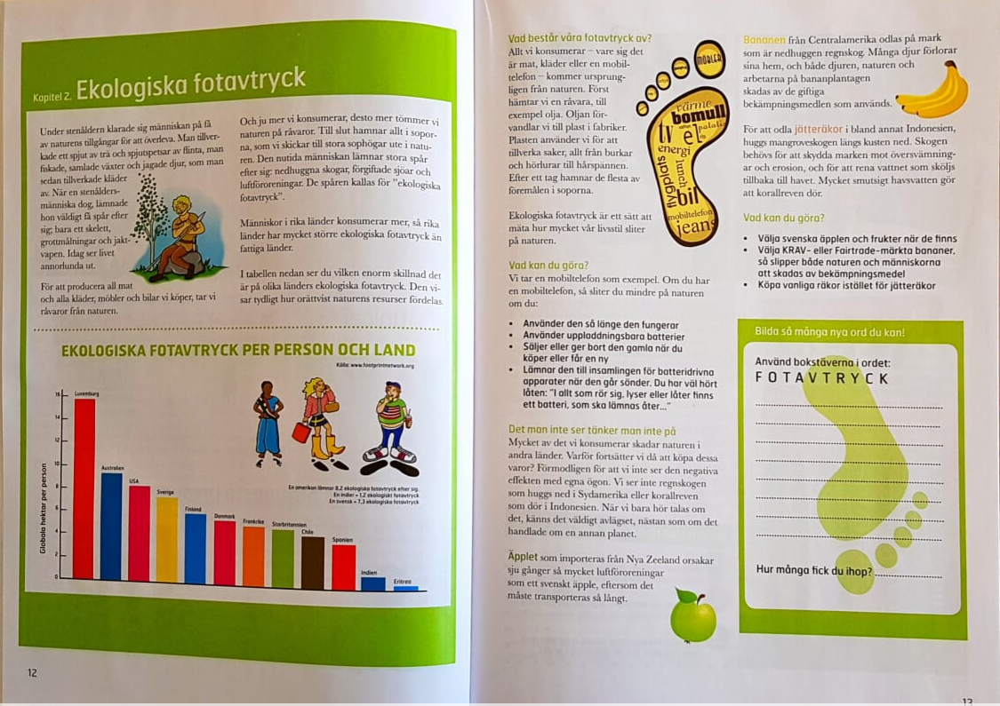 Kapitel 2. Ekologiska fotavtryck
Under stenåldern klarade sig människan på få
av naturens tillgångar för att överleva. Man tillver-
kade ett spjut av trä och spjutspetsar av flinta, man
fiskade, samlade växter och jagade djur, som man
sedan tillverkade kläder
av. När en stenålders-
människa dog, lämnade
hon väldigt få spår efter
sig; bara ett skelett,
grottmålningar och jakt-
vapen. Idag ser livet
annorlunda ut.
För att producera all mat
och alla kläder, möbler och bilar vi köper, tar vi
råvaror från naturen.
Och ju mer vi konsumerar, desto mer tömmer vi
naturen på råvaror. Till slut hamnar allt i sopor-
na, som vi skickar till stora sophögar ute i natu-
ren. Den nutida människan lämnar stora spår
efter sig: nedhuggna skogar, förgiftade sjöar och
luftföroreningar. De spåren kallas för "ekologiska
fotavtryck".
Människor i rika länder konsumerar mer, så rika
länder har mycket större ekologiska fotavtryck än
fattiga länder.
I tabellen nedan ser du vilken enorm skillnad det
är på olika länders ekologiska fotavtryck. Den vi-
sar tydligt hur orättvist naturens resurser fördelas.
EKOLOGISKA FOTAVTRYCK PER PERSON OCH LAND
Källa: www.footprintnetwork.org
Globala hektar per person
16
14
12
10
8
6
4
2
0
Luxemburg
Australien
USA
Sverige
Finland
Danmark
Frankrike
Storbritannien
Chile
Spanien
Indien
Eritrea
En amerikan lämnar 8,2 ekologiska fotavtryck efter sig.
En indier = 1,2 ekologiskt fotavtryck
En svensk = 7,3 ekologiska fotavtryck
12
Vad består våra fotavtryck av?
Allt vi konsumerar – vare sig det
är mat, kläder eller en mobil-
telefon – kommer ursprung-
ligen från naturen. Först
hämtar vi en råvara, till
exempel olja. Oljan för-
vandlar vi till plast i fabriker.
Plasten använder vi för att
tillverka saker, allt från burkar
och hörlurar till hårspännen.
Efter ett tag hamnar de flesta av
föremålen i soporna.
Ekologiska fotavtryck är ett sätt att
mäta hur mycket vår livsstil sliter
på naturen.
MÖBLER
värme
bomull
tv
el
energi
lunch
flygplats
bil
mobiltelefon
jeans
Vad kan du göra?
Vi tar en mobiltelefon som exempel. Om du har
en mobiltelefon, så sliter du mindre på naturen
om du:
• Använder den så länge den fungerar
• Använder uppladdningsbara batterier
• Säljer eller ger bort den gamla när du
köper eller får en ny
• Lämnar den till insamlingen för batteridrivna
apparater när den går sönder. Du har väl hört
låten: "I allt som rör sig, lyser eller låter finns
ett batteri, som ska lämnas åter..."
Det man inte ser tänker man inte på
Mycket av det vi konsumerar skadar naturen i
andra länder. Varför fortsätter vi då att köpa dessa
varor? Förmodligen för att vi inte ser den negativa
effekten med egna ögon. Vi ser inte regnskogen
som huggs ned i Sydamerika eller korallreven
som dör i Indonesien. När vi bara hör talas om
det, känns det väldigt avlägset, nästan som om det
handlade om en annan planet.
Äpplet som importeras från Nya Zeeland orsakar
sju gånger så mycket luftföroreningar
som ett svenskt äpple, eftersom det
måste transporteras så långt.
Bananen från Centralamerika odlas på mark
som är nedhuggen regnskog. Många djur förlorar
sina hem, och både djuren, naturen och
arbetarna på bananplantagen
skadas av de giftiga
bekämpningsmedlen som används.
För att odla jätteräkor i bland annat Indonesien,
huggs mangroveskogen längs kusten ned. Skogen
behövs för att skydda marken mot översvämning-
ar och erosion, och för att rena vattnet som sköljs
tillbaka till havet. Mycket smutsigt havsvatten gör
att korallreven dör.
Vad kan du göra?
• Välja svenska äpplen och frukter när de finns
• Välja KRAV- eller Fairtrade-märkta bananer,
så slipper både naturen och människorna
att skadas av bekämpningsmedel
• Köpa vanliga räkor istället för jätteräkor
Bilda så många nya ord du kan!
Använd bokstäverna i ordet:
FOTAVTRYCK
Hur många fick du ihop?
13